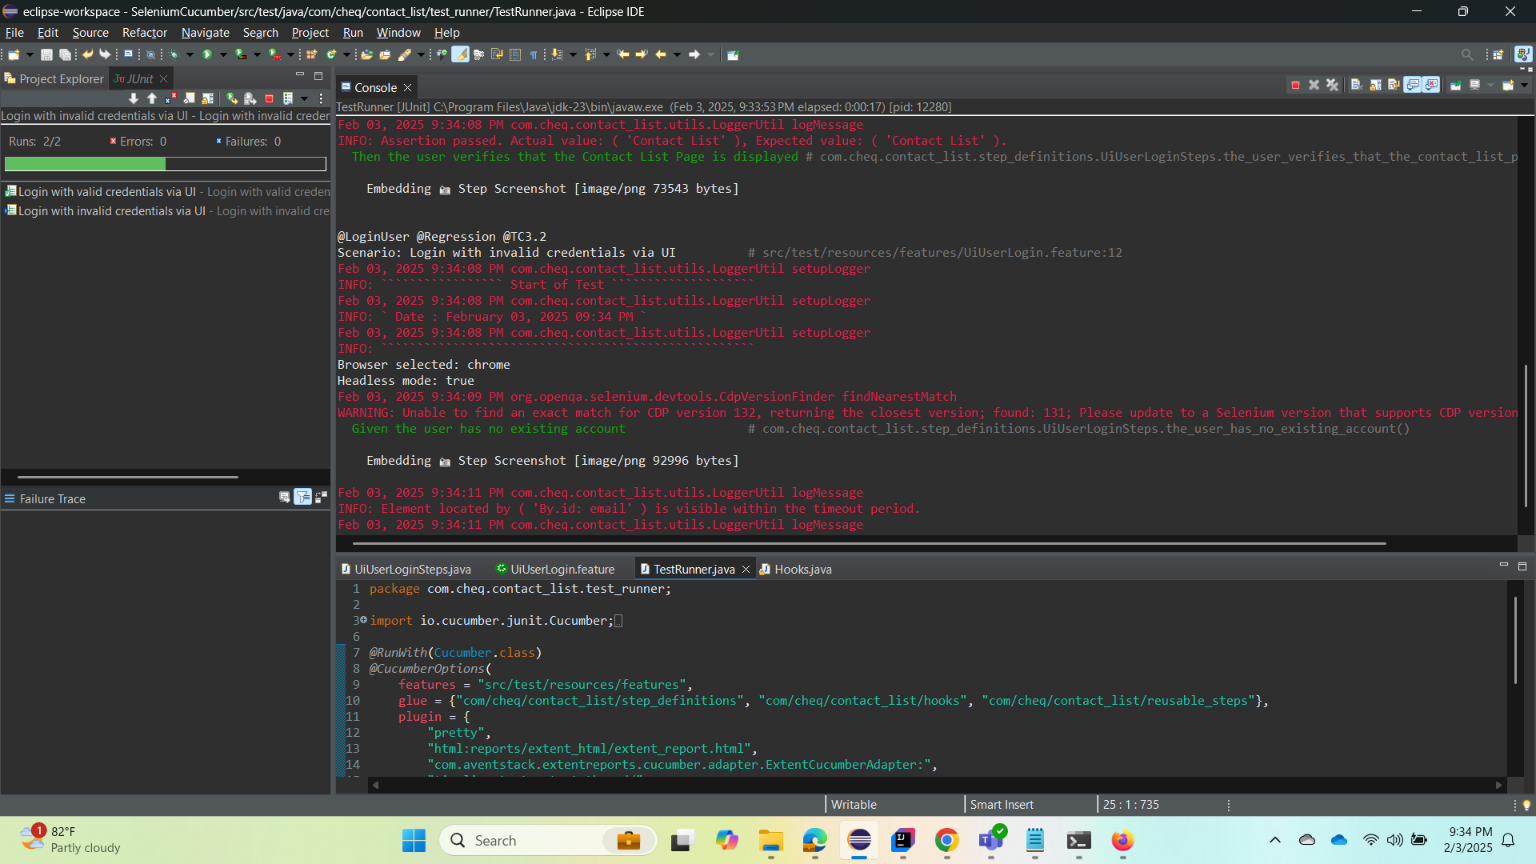 eclipse-workspace - SeleniumCucumber/src/test/java/com/cheq/contact_list/test_runner/TestRunner.java - Eclipse IDE
File Edit Source Refactor Navigate Search Project Run Window Help
Project Explorer JUnit
Console
Login with invalid credentials via UI - Login with invalid creden
TestRunner [JUnit] C:\Program Files\Java\jdk-23\bin\javaw.exe (Feb 3, 2025, 9:33:53 PM elapsed: 0:00:17) [pid: 12280]
Runs: 2/2 Errors: 0 Failures: 0
Login with valid credentials via UI - Login with valid creden
Login with invalid credentials via UI - Login with invalid cre
Failure Trace
Feb 03, 2025 9:34:08 PM com.cheq.contact_list.utils.LoggerUtil logMessage
INFO: Assertion passed. Actual value: ( 'Contact List' ), Expected value: ( 'Contact List' ).
Then the user verifies that the Contact List Page is displayed # com.cheq.contact_list.step_definitions.UiUserLoginSteps.the_user_verifies_that_the_contact_list_p
Embedding 📷 Step Screenshot [image/png 73543 bytes]
@LoginUser @Regression @TC3.2
Scenario: Login with invalid credentials via UI # src/test/resources/features/UiUserLogin.feature:12
Feb 03, 2025 9:34:08 PM com.cheq.contact_list.utils.LoggerUtil setupLogger
INFO: ````````````````` Start of Test ````````````````````
Feb 03, 2025 9:34:08 PM com.cheq.contact_list.utils.LoggerUtil setupLogger
INFO: ` Date : February 03, 2025 09:34 PM `
Feb 03, 2025 9:34:08 PM com.cheq.contact_list.utils.LoggerUtil setupLogger
INFO: ````````````````````````````````````````````````````
Browser selected: chrome
Headless mode: true
Feb 03, 2025 9:34:09 PM org.openqa.selenium.devtools.CdpVersionFinder findNearestMatch
WARNING: Unable to find an exact match for CDP version 132, returning the closest version; found: 131; Please update to a Selenium version that supports CDP version
Given the user has no existing account # com.cheq.contact_list.step_definitions.UiUserLoginSteps.the_user_has_no_existing_account()
Embedding 📷 Step Screenshot [image/png 92996 bytes]
Feb 03, 2025 9:34:11 PM com.cheq.contact_list.utils.LoggerUtil logMessage
INFO: Element located by ( 'By.id: email' ) is visible within the timeout period.
Feb 03, 2025 9:34:11 PM com.cheq.contact_list.utils.LoggerUtil logMessage
UiUserLoginSteps.java UiUserLogin.feature TestRunner.java Hooks.java
1 package com.cheq.contact_list.test_runner;
2
3 import io.cucumber.junit.Cucumber;
6
7 @RunWith(Cucumber.class)
8 @CucumberOptions(
9 features = "src/test/resources/features",
10 glue = {"com/cheq/contact_list/step_definitions", "com/cheq/contact_list/hooks", "com/cheq/contact_list/reusable_steps"},
11 plugin = {
12 "pretty",
13 "html:reports/extent_html/extent_report.html",
14 "com.aventstack.extentreports.cucumber.adapter.ExtentCucumberAdapter:",
Writable Smart Insert 25 : 1 : 735
1
82°F
Partly cloudy
Search
9:34 PM
2/3/2025